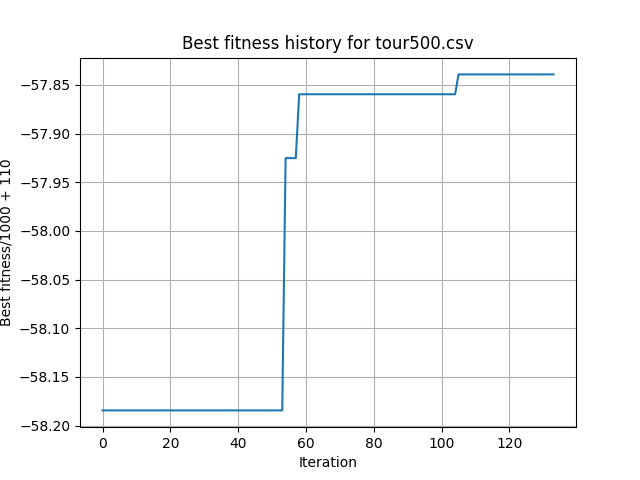 Best fitness history for tour500.csv
Best fitness/1000 + 110
−57.85
−57.90
−57.95
−58.00
−58.05
−58.10
−58.15
−58.20
0 20 40 60 80 100 120
Iteration